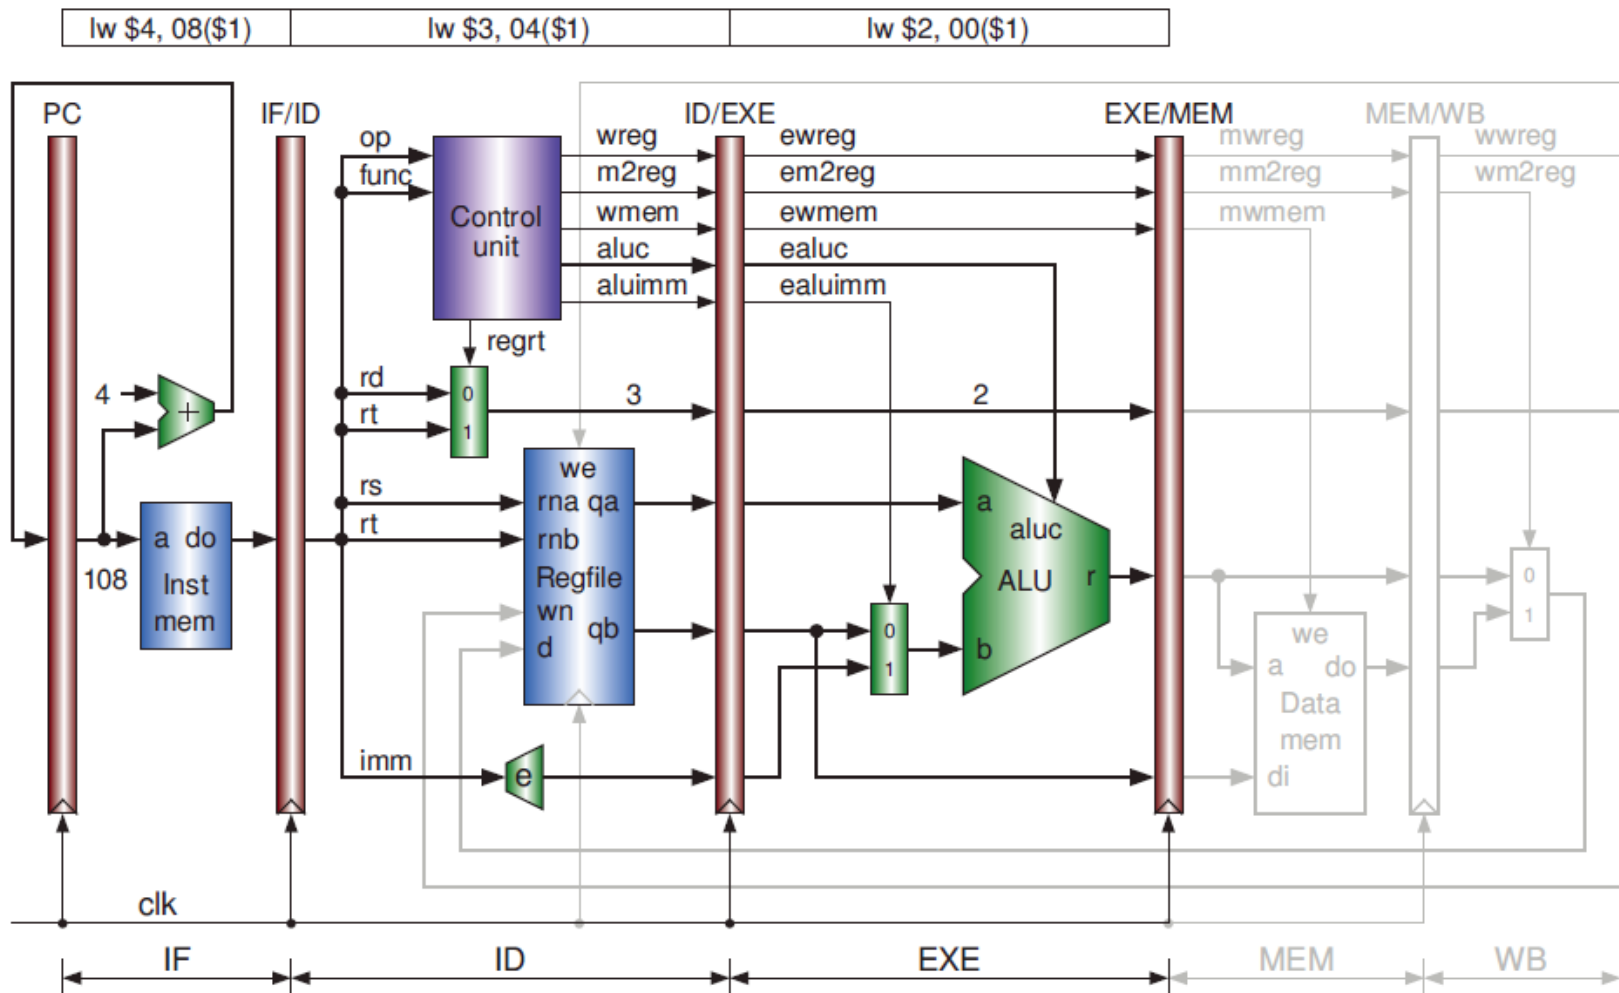 lw $4, 08($1) lw $3, 04($1) lw $2, 00($1)
PC IF/ID ID/EXE EXE/MEM MEM/WB
op wreg ewreg mwreg wwreg
func m2reg em2reg mm2reg wm2reg
Control unit
wmem ewmem mwmem
aluc ealuc
aluimm ealuimm
regrt
4 + rd 0 3 2
rt 1
we
rs rna qa a
rt rnb aluc
a do
108 Inst mem
Regfile ALU r 0
wn qb 0 we 1
d b 1 a do
Data mem
imm e di
clk
IF ID EXE MEM WB